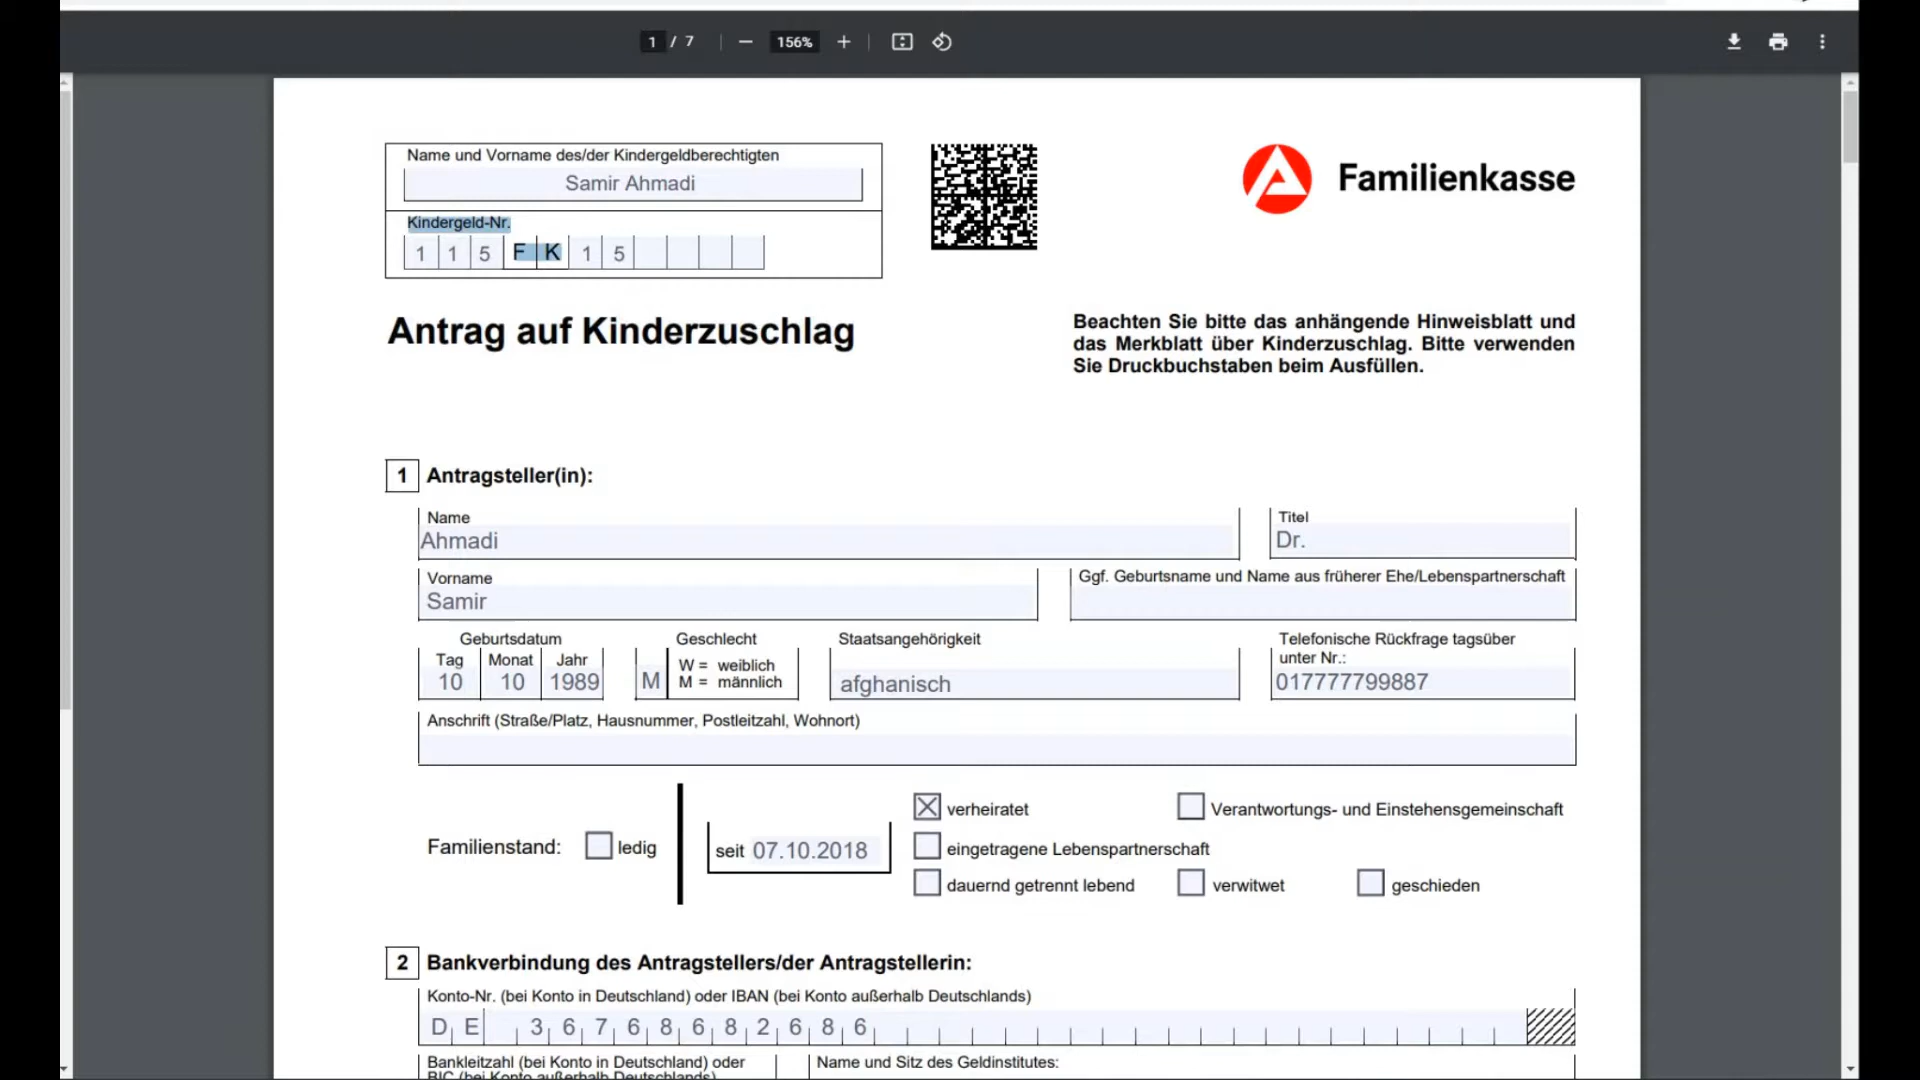 1 / 7 156%
Name und Vorname des/der Kindergeldberechtigten
Samir Ahmadi
Kindergeld-Nr.
1 1 5 F K 1 5
Familienkasse
Antrag auf Kinderzuschlag
Beachten Sie bitte das anhängende Hinweisblatt und
das Merkblatt über Kinderzuschlag. Bitte verwenden
Sie Druckbuchstaben beim Ausfüllen.
1 Antragsteller(in):
Name
Ahmadi
Titel
Dr.
Vorname
Samir
Ggf. Geburtsname und Name aus früherer Ehe/Lebenspartnerschaft
Geburtsdatum
Tag Monat Jahr
10 10 1989
Geschlecht
M
W = weiblich
M = männlich
Staatsangehörigkeit
afghanisch
Telefonische Rückfrage tagsüber
unter Nr.:
017777799887
Anschrift (Straße/Platz, Hausnummer, Postleitzahl, Wohnort)
Familienstand: ledig
seit 07.10.2018
verheiratet
Verantwortungs- und Einstehensgemeinschaft
eingetragene Lebenspartnerschaft
dauernd getrennt lebend
verwitwet
geschieden
2 Bankverbindung des Antragstellers/der Antragstellerin:
Konto-Nr. (bei Konto in Deutschland) oder IBAN (bei Konto außerhalb Deutschlands)
D E 3 6 7 6 8 6 8 2 6 8 6
Bankleitzahl (bei Konto in Deutschland) oder
BIC (bei Konto außerhalb Deutschlands)
Name und Sitz des Geldinstitutes: